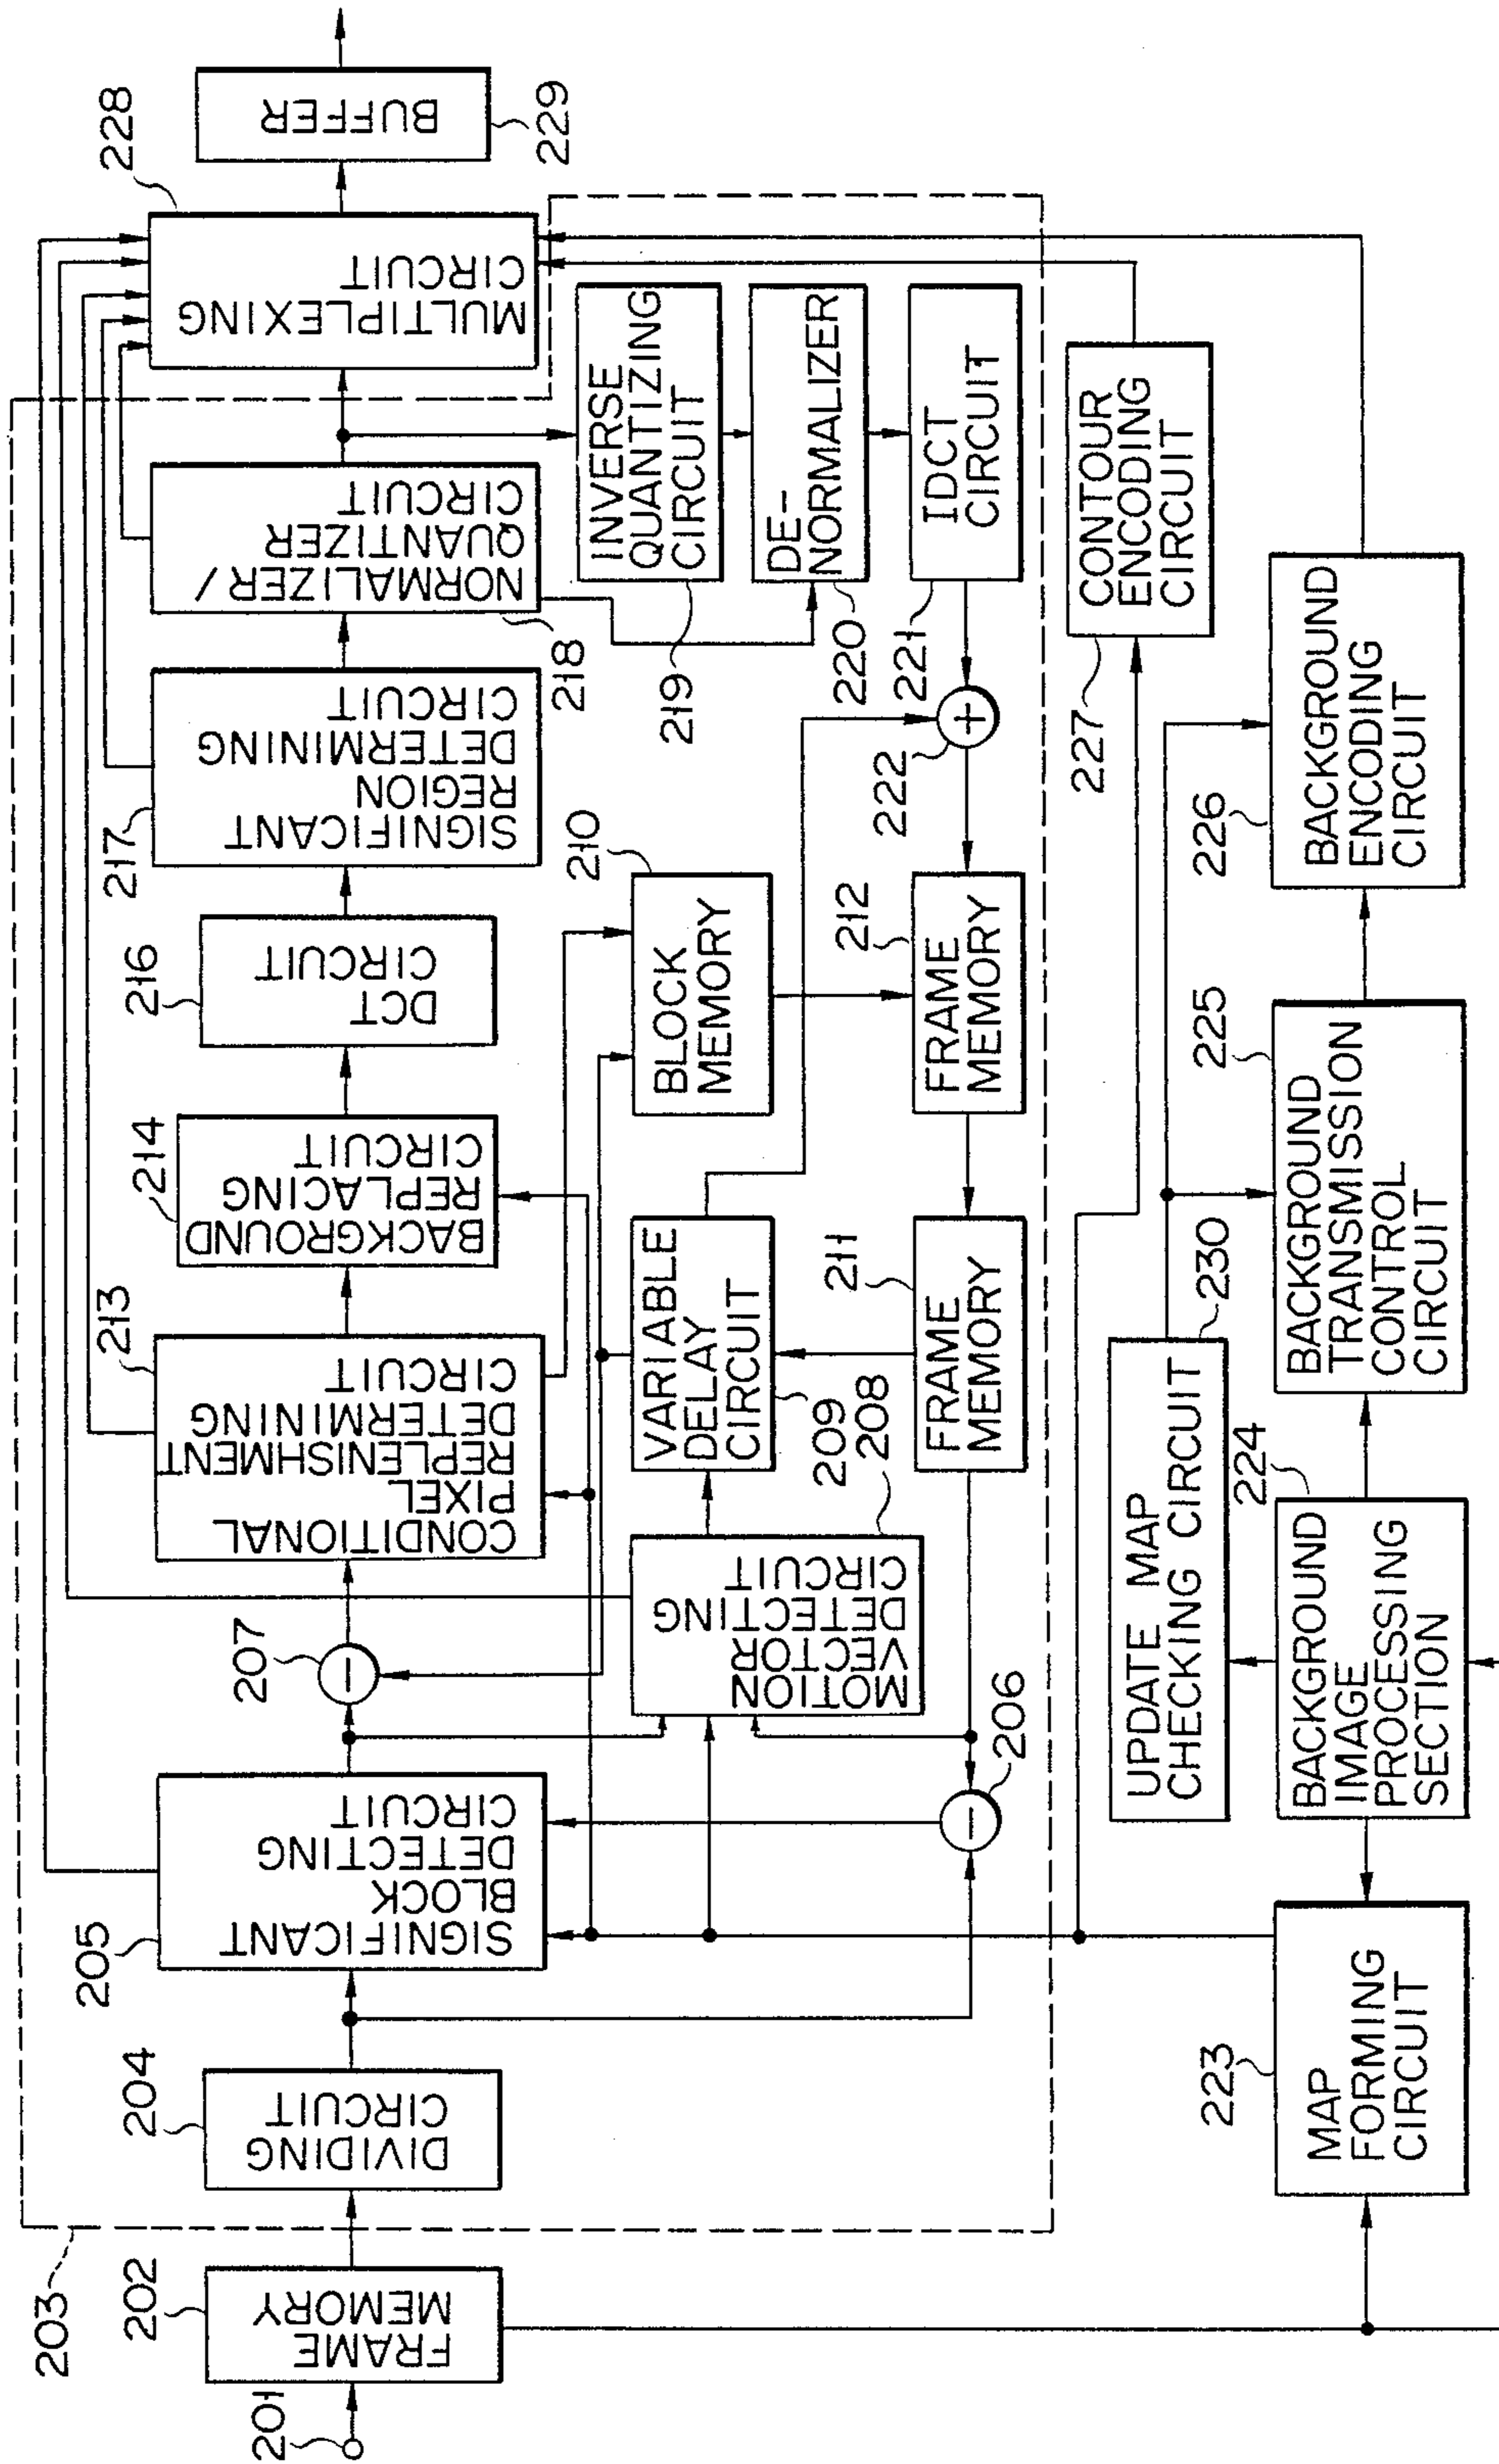 203
201
202
FRAME
MEMORY
204
DIVIDING
CIRCUIT
205
SIGNIFICANT
BLOCK
DETECTING
CIRCUIT
207
213
CONDITIONAL
PIXEL
REPLENISHMENT
DETERMINING
CIRCUIT
214
BACKGROUND
REPLACING
CIRCUIT
216
DCT
CIRCUIT
217
SIGNIFICANT
REGION
DETERMINING
CIRCUIT
218
NORMALIZER/
QUANTIZER
CIRCUIT
228
MULTIPLEXING
CIRCUIT
BUFFER
229
206
MOTION
VECTOR
DETECTING
CIRCUIT
208
VARIABLE
DELAY
CIRCUIT
209
BLOCK
MEMORY
210
INVERSE
QUANTIZING
CIRCUIT
219
DE-
NORMALIZER
220
IDCT
CIRCUIT
221
222
212
FRAME
MEMORY
211
FRAME
MEMORY
CONTOUR
ENCODING
CIRCUIT
227
UPDATE MAP
CHECKING CIRCUIT
230
223
MAP
FORMING
CIRCUIT
224
BACKGROUND
IMAGE
PROCESSING
SECTION
225
BACKGROUND
TRANSMISSION
CONTROL
CIRCUIT
226
BACKGROUND
ENCODING
CIRCUIT